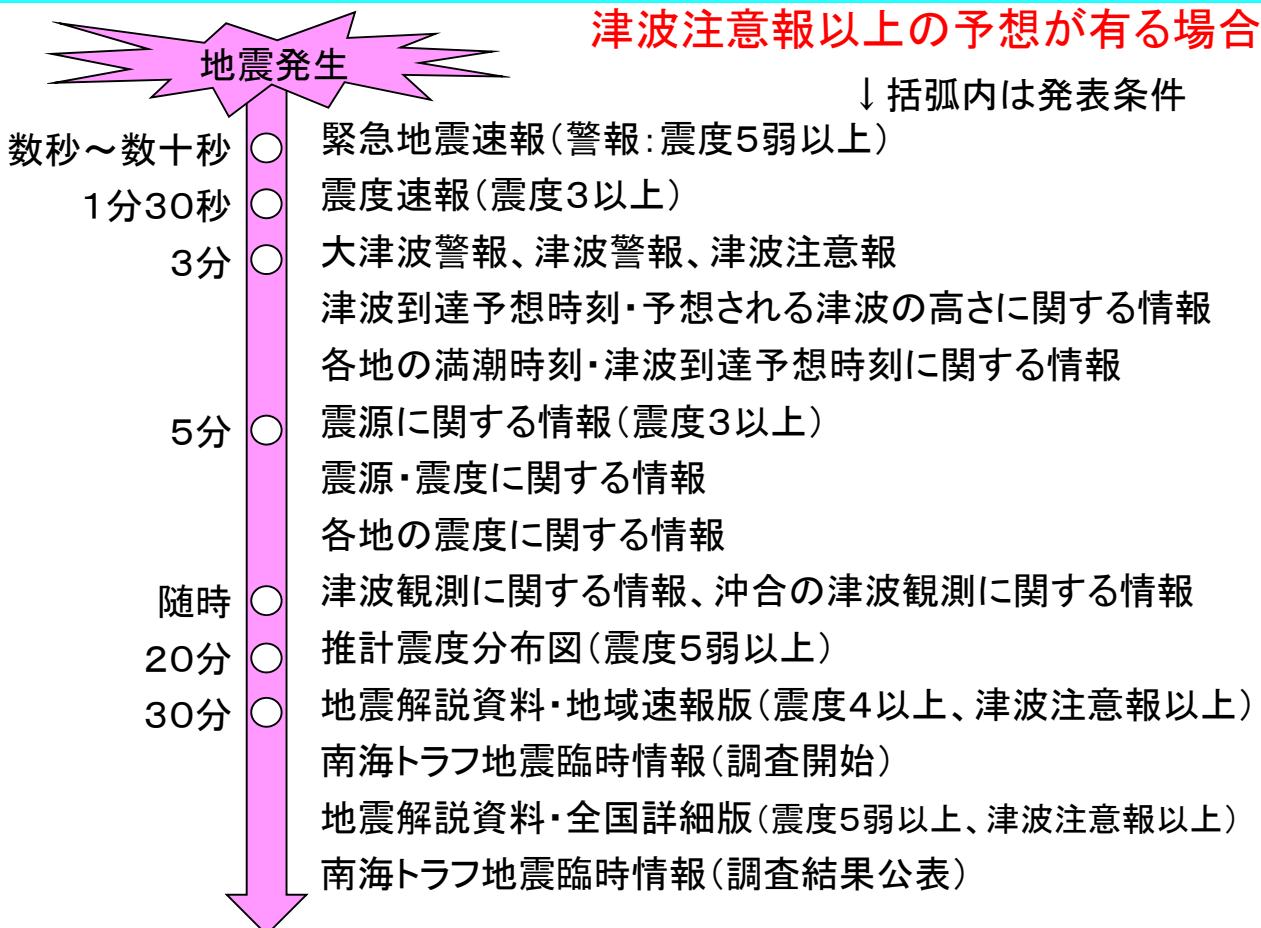 津波注意報以上の予想が有る場合
地震発生
↓括弧内は発表条件
数秒～数十秒 緊急地震速報(警報:震度5弱以上)
1分30秒 震度速報(震度3以上)
3分 大津波警報、津波警報、津波注意報
津波到達予想時刻・予想される津波の高さに関する情報
各地の満潮時刻・津波到達予想時刻に関する情報
5分 震源に関する情報(震度3以上)
震源・震度に関する情報
各地の震度に関する情報
随時 津波観測に関する情報、沖合の津波観測に関する情報
20分 推計震度分布図(震度5弱以上)
30分 地震解説資料・地域速報版(震度4以上、津波注意報以上)
南海トラフ地震臨時情報(調査開始)
地震解説資料・全国詳細版(震度5弱以上、津波注意報以上)
南海トラフ地震臨時情報(調査結果公表)